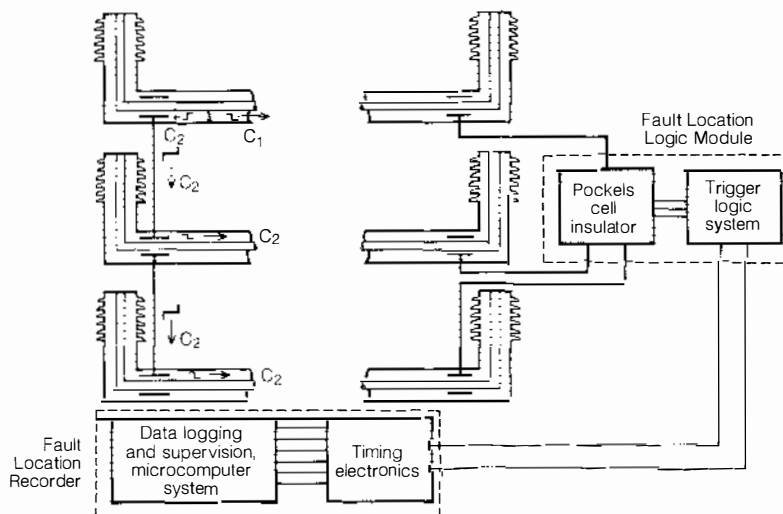 C2
C1
C2
C2
C2
C2
Fault Location
Logic Module
Pockels
cell
insulator
Trigger
logic
system
Fault
Location
Recorder
Data logging
and supervision,
microcomputer
system
Timing
electronics